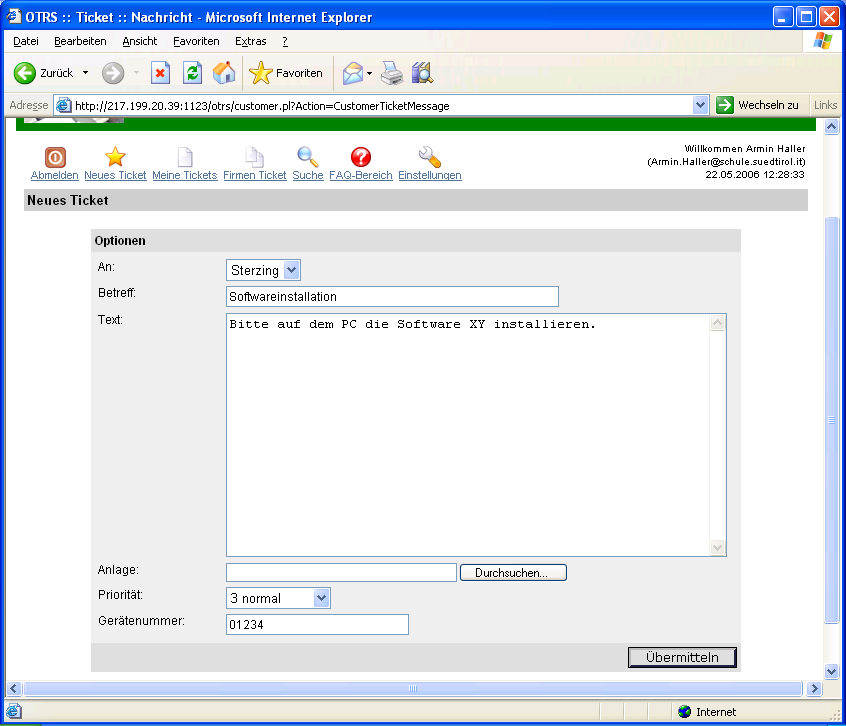 OTRS :: Ticket :: Nachricht - Microsoft Internet Explorer
Datei Bearbeiten Ansicht Favoriten Extras ?
Zurück Favoriten
Adresse http://217.199.20.39:1123/otrs/customer.pl?Action=CustomerTicketMessage Wechseln zu Links
Willkommen Armin Haller
(Armin.Haller@schule.suedtirol.it)
22.05.2006 12:28:33
Abmelden Neues Ticket Meine Tickets Firmen Ticket Suche FAQ-Bereich Einstellungen
Neues Ticket
Optionen
An: Sterzing
Betreff: Softwareinstallation
Text: Bitte auf dem PC die Software XY installieren.
Anlage: Durchsuchen...
Priorität: 3 normal
Gerätenummer: 01234
Übermitteln
Internet